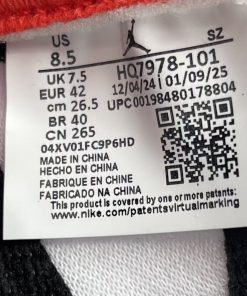 US
8.5
SZ
UK 7.5
EUR 42
cm 26.5
BR 40
CN 265
HQ7978-101
12/04/24 | 01/09/25
UPC00198480178804
04XV01FC9P6HD
MADE IN CHINA
HECHO EN CHINA
FABRIQUE EN CHINE
FABRICADO NA CHINA
This product is covered by one or more patents. See
www.nike.com/patentsvirtualmarking